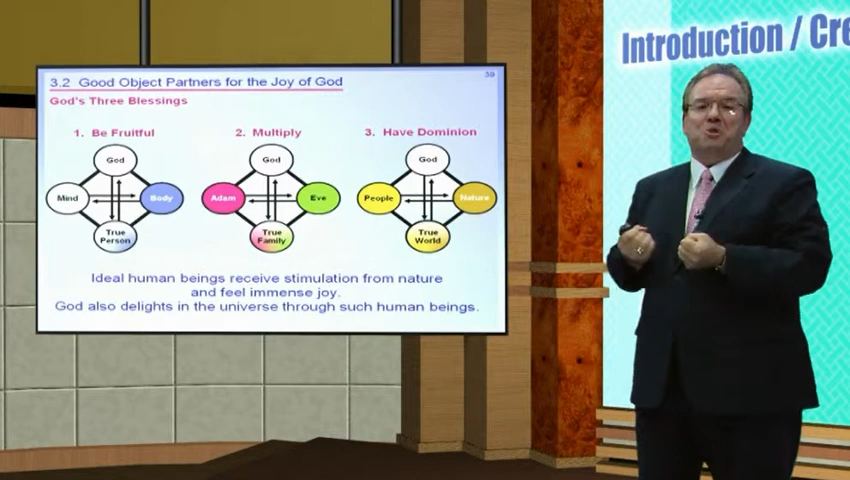 3.2 Good Object Partners for the Joy of God
39
God's Three Blessings
1. Be Fruitful
2. Multiply
3. Have Dominion
God
Mind
Body
True
Person
God
Adam
Eve
True
Family
God
People
Nature
True
World
Ideal human beings receive stimulation from nature
and feel immense joy.
God also delights in the universe through such human beings.
Introduction / Cre